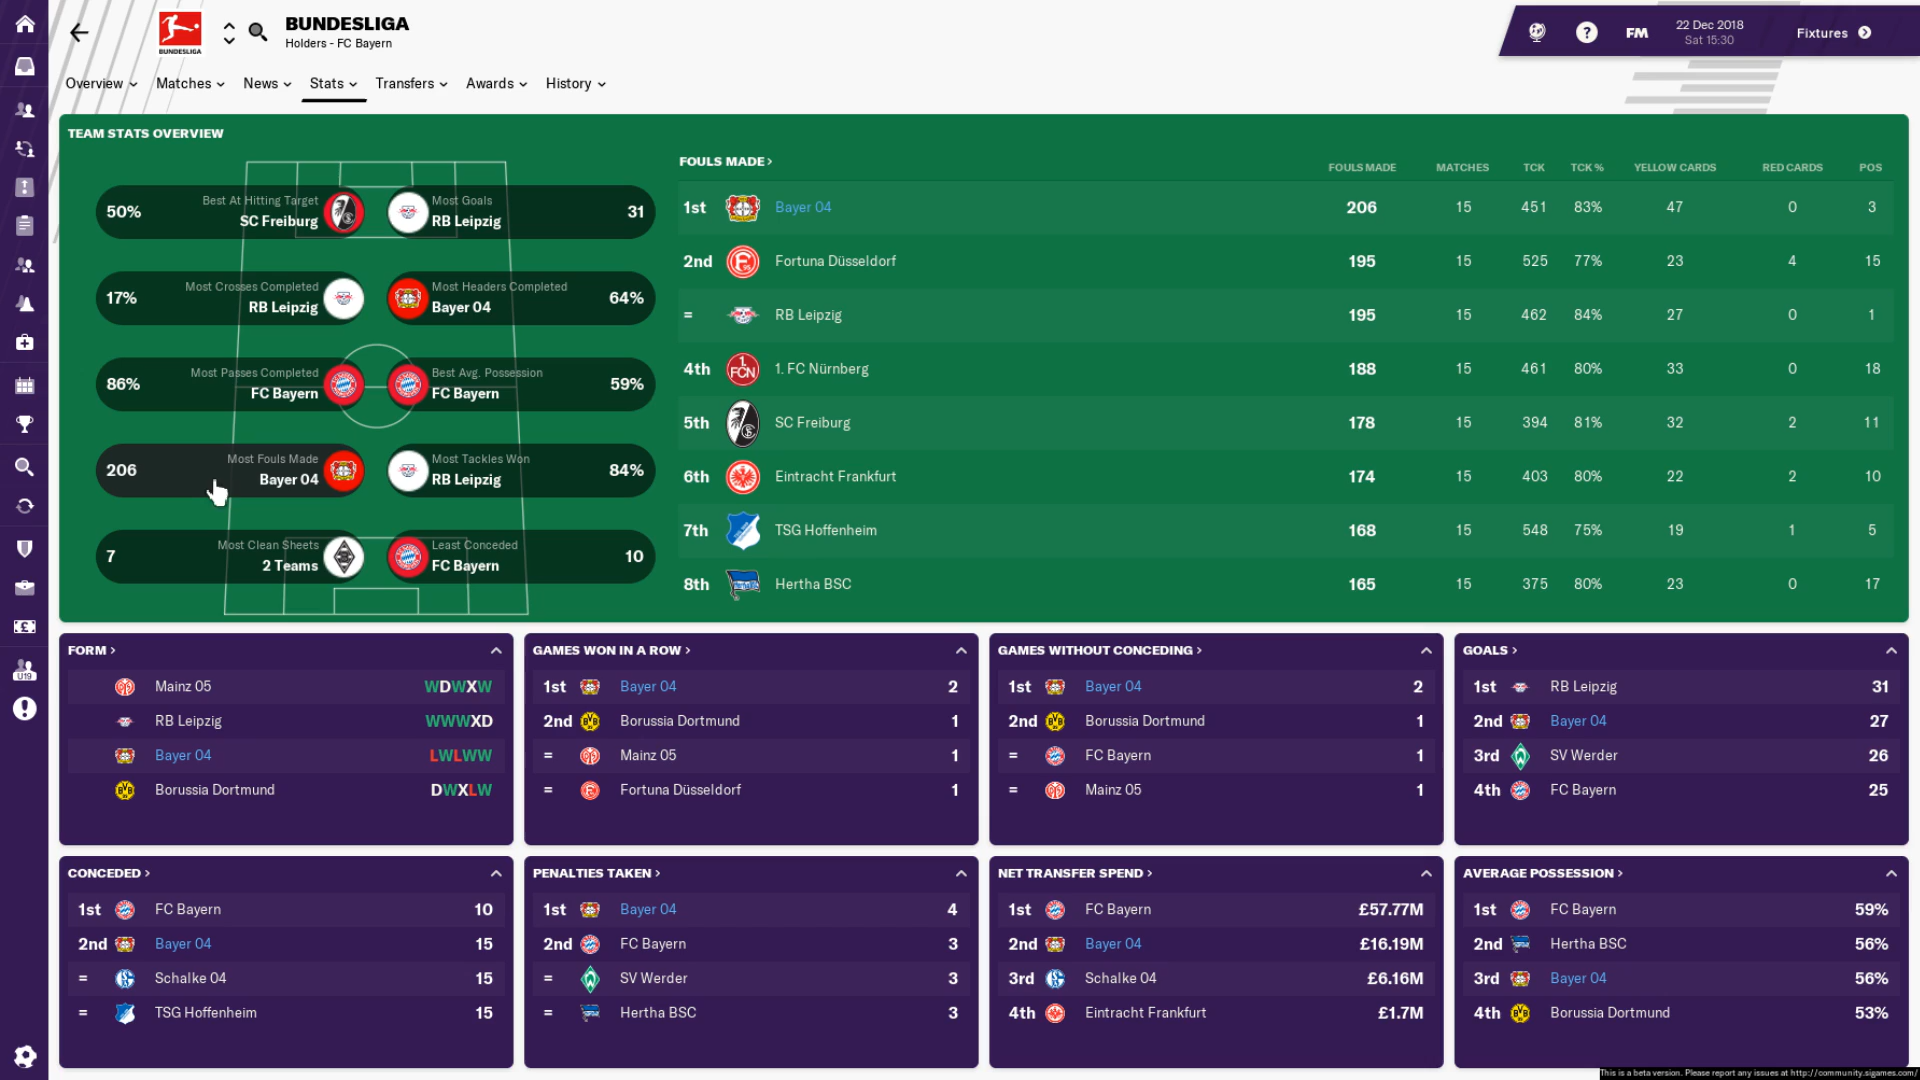 BUNDESLIGA
Holders - FC Bayern
BUNDESLIGA
FM
22 Dec 2018
Sat 15:30
Fixtures
Overview
Matches
News
Stats
Transfers
Awards
History
TEAM STATS OVERVIEW
50% Best At Hitting Target SC Freiburg
Most Goals RB Leipzig 31
17% Most Crosses Completed RB Leipzig
Most Headers Completed Bayer 04 64%
86% Most Passes Completed FC Bayern
Best Avg. Possession FC Bayern 59%
206 Most Fouls Made Bayer 04
Most Tackles Won RB Leipzig 84%
7 Most Clean Sheets 2 Teams
Least Conceded FC Bayern 10
FOULS MADE FOULS MADE MATCHES TCK TCK % YELLOW CARDS RED CARDS POS
1st Bayer 04 206 15 451 83% 47 0 3
2nd Fortuna Düsseldorf 195 15 525 77% 23 4 15
= RB Leipzig 195 15 462 84% 27 0 1
4th 1. FC Nürnberg 188 15 461 80% 33 0 18
5th SC Freiburg 178 15 394 81% 32 2 11
6th Eintracht Frankfurt 174 15 403 80% 22 2 10
7th TSG Hoffenheim 168 15 548 75% 19 1 5
8th Hertha BSC 165 15 375 80% 23 0 17
FORM
Mainz 05 WDWXW
RB Leipzig WWWXD
Bayer 04 LWLWW
Borussia Dortmund DWXLW
GAMES WON IN A ROW
1st Bayer 04 2
2nd Borussia Dortmund 1
= Mainz 05 1
= Fortuna Düsseldorf 1
GAMES WITHOUT CONCEDING
1st Bayer 04 2
2nd Borussia Dortmund 1
= FC Bayern 1
= Mainz 05 1
GOALS
1st RB Leipzig 31
2nd Bayer 04 27
3rd SV Werder 26
4th FC Bayern 25
CONCEDED
1st FC Bayern 10
2nd Bayer 04 15
= Schalke 04 15
= TSG Hoffenheim 15
PENALTIES TAKEN
1st Bayer 04 4
2nd FC Bayern 3
= SV Werder 3
= Hertha BSC 3
NET TRANSFER SPEND
1st FC Bayern £57.77M
2nd Bayer 04 £16.19M
3rd Schalke 04 £6.16M
4th Eintracht Frankfurt £1.7M
AVERAGE POSSESSION
1st FC Bayern 59%
2nd Hertha BSC 56%
3rd Bayer 04 56%
4th Borussia Dortmund 53%
U19
This is a beta version. Please report any issues at http://community.sigames.com/